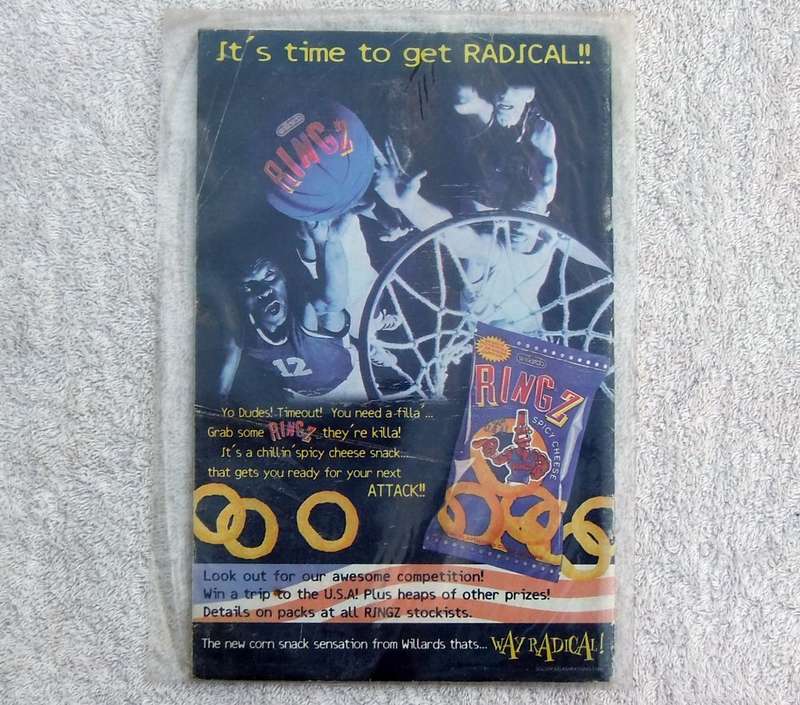 It's time to get RADICAL!!
Willards
RINGZ
12
Willards
RINGZ
SPICY CHEESE
Yo Dudes! Timeout! You need a filla'...
Grab some RINGZ they're killa!
It's a chillin' spicy cheese snack...
that gets you ready for your next
ATTACK!!
Look out for our awesome competition!
Win a trip to the U.S.A! Plus heaps of other prizes!
Details on packs at all RINGZ stockists.
The new corn snack sensation from Willards thats... WAY RADICAL!